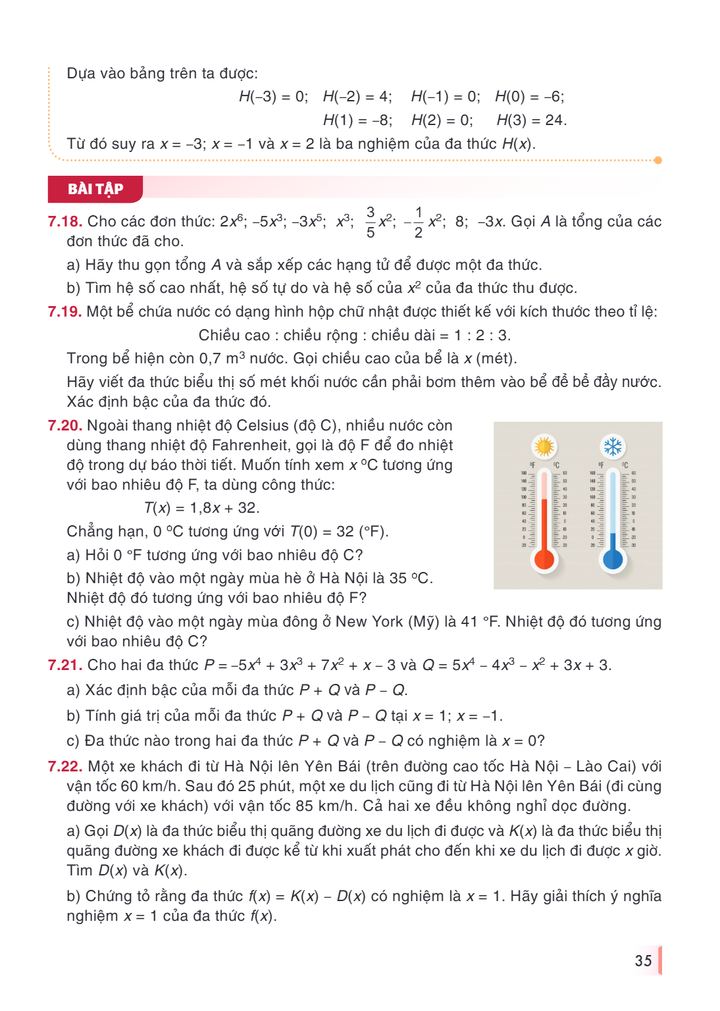 Dựa vào bảng trên ta được:
H(–3) = 0; H(–2) = 4; H(–1) = 0; H(0) = –6;
H(1) = –8; H(2) = 0; H(3) = 24.
Từ đó suy ra x = –3; x = –1 và x = 2 là ba nghiệm của đa thức H(x).
BÀI TẬP
7.18. Cho các đơn thức: 2x⁶; –5x³; –3x⁵; x³; 3/5 x²; –1/2 x²; 8; –3x. Gọi A là tổng của các
đơn thức đã cho.
a) Hãy thu gọn tổng A và sắp xếp các hạng tử để được một đa thức.
b) Tìm hệ số cao nhất, hệ số tự do và hệ số của x² của đa thức thu được.
7.19. Một bể chứa nước có dạng hình hộp chữ nhật được thiết kế với kích thước theo tỉ lệ:
Chiều cao : chiều rộng : chiều dài = 1 : 2 : 3.
Trong bể hiện còn 0,7 m³ nước. Gọi chiều cao của bể là x (mét).
Hãy viết đa thức biểu thị số mét khối nước cần phải bơm thêm vào bể để bể đầy nước.
Xác định bậc của đa thức đó.
7.20. Ngoài thang nhiệt độ Celsius (độ C), nhiều nước còn
dùng thang nhiệt độ Fahrenheit, gọi là độ F để đo nhiệt
độ trong dự báo thời tiết. Muốn tính xem x ⁰C tương ứng
với bao nhiêu độ F, ta dùng công thức:
T(x) = 1,8x + 32.
Chẳng hạn, 0 ⁰C tương ứng với T(0) = 32 (°F).
a) Hỏi 0 °F tương ứng với bao nhiêu độ C?
b) Nhiệt độ vào một ngày mùa hè ở Hà Nội là 35 ⁰C.
Nhiệt độ đó tương ứng với bao nhiêu độ F?
°F °C °F °C
c) Nhiệt độ vào một ngày mùa đông ở New York (Mỹ) là 41 °F. Nhiệt độ đó tương ứng
với bao nhiêu độ C?
7.21. Cho hai đa thức P = –5x⁴ + 3x³ + 7x² + x – 3 và Q = 5x⁴ – 4x³ – x² + 3x + 3.
a) Xác định bậc của mỗi đa thức P + Q và P – Q.
b) Tính giá trị của mỗi đa thức P + Q và P – Q tại x = 1; x = –1.
c) Đa thức nào trong hai đa thức P + Q và P – Q có nghiệm là x = 0?
7.22. Một xe khách đi từ Hà Nội lên Yên Bái (trên đường cao tốc Hà Nội – Lào Cai) với
vận tốc 60 km/h. Sau đó 25 phút, một xe du lịch cũng đi từ Hà Nội lên Yên Bái (đi cùng
đường với xe khách) với vận tốc 85 km/h. Cả hai xe đều không nghỉ dọc đường.
a) Gọi D(x) là đa thức biểu thị quãng đường xe du lịch đi được và K(x) là đa thức biểu thị
quãng đường xe khách đi được kể từ khi xuất phát cho đến khi xe du lịch đi được x giờ.
Tìm D(x) và K(x).
b) Chứng tỏ rằng đa thức f(x) = K(x) – D(x) có nghiệm là x = 1. Hãy giải thích ý nghĩa
nghiệm x = 1 của đa thức f(x).
35